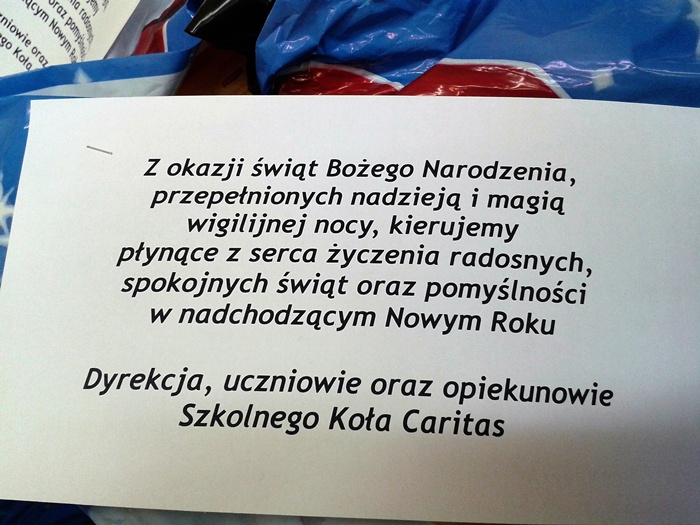 Z okazji świąt Bożego Narodzenia,
przepełnionych nadzieją i magią
wigilijnej nocy, kierujemy
płynące z serca życzenia radosnych,
spokojnych świąt oraz pomyślności
w nadchodzącym Nowym Roku
Dyrekcja, uczniowie oraz opiekunowie
Szkolnego Koła Caritas